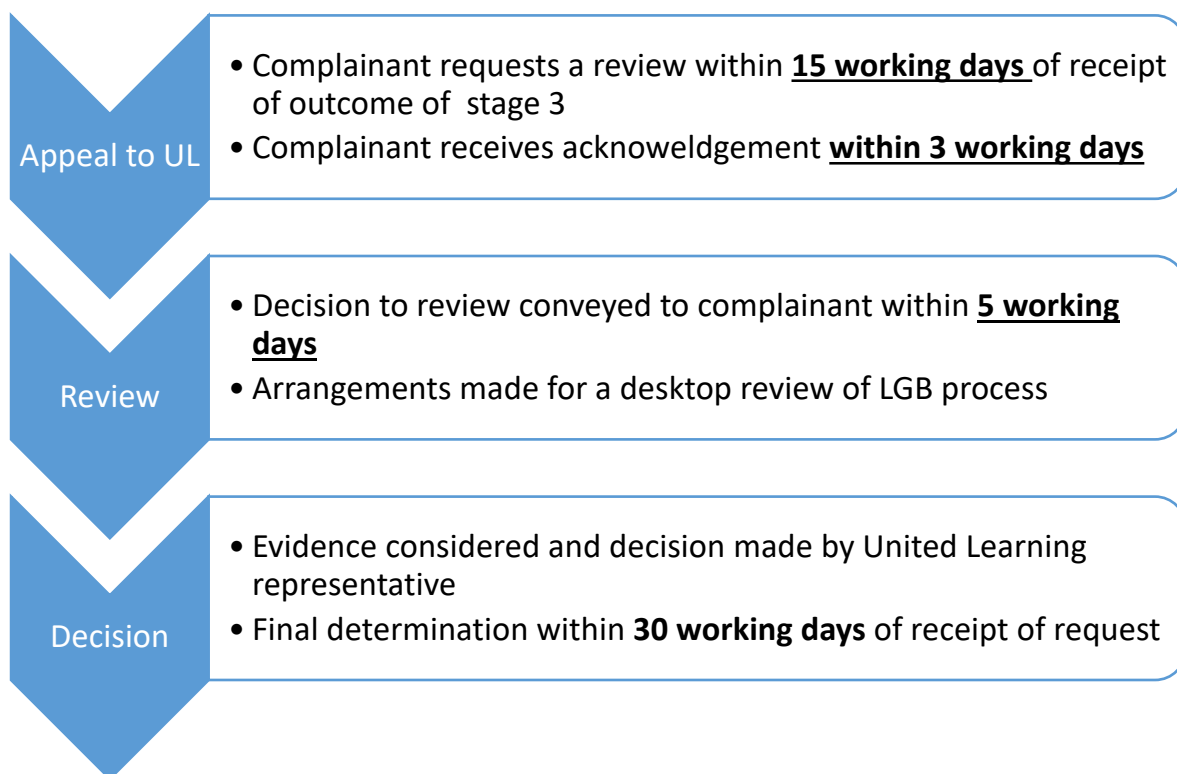 Appeal to UL
• Complainant requests a review within 15 working days of receipt
of outcome of  stage 3
• Complainant receives acknoweldgement within 3 working days
Review
• Decision to review conveyed to complainant within 5 working
days
• Arrangements made for a desktop review of LGB process
Decision
• Evidence considered and decision made by United Learning
representative
• Final determination within 30 working days of receipt of request